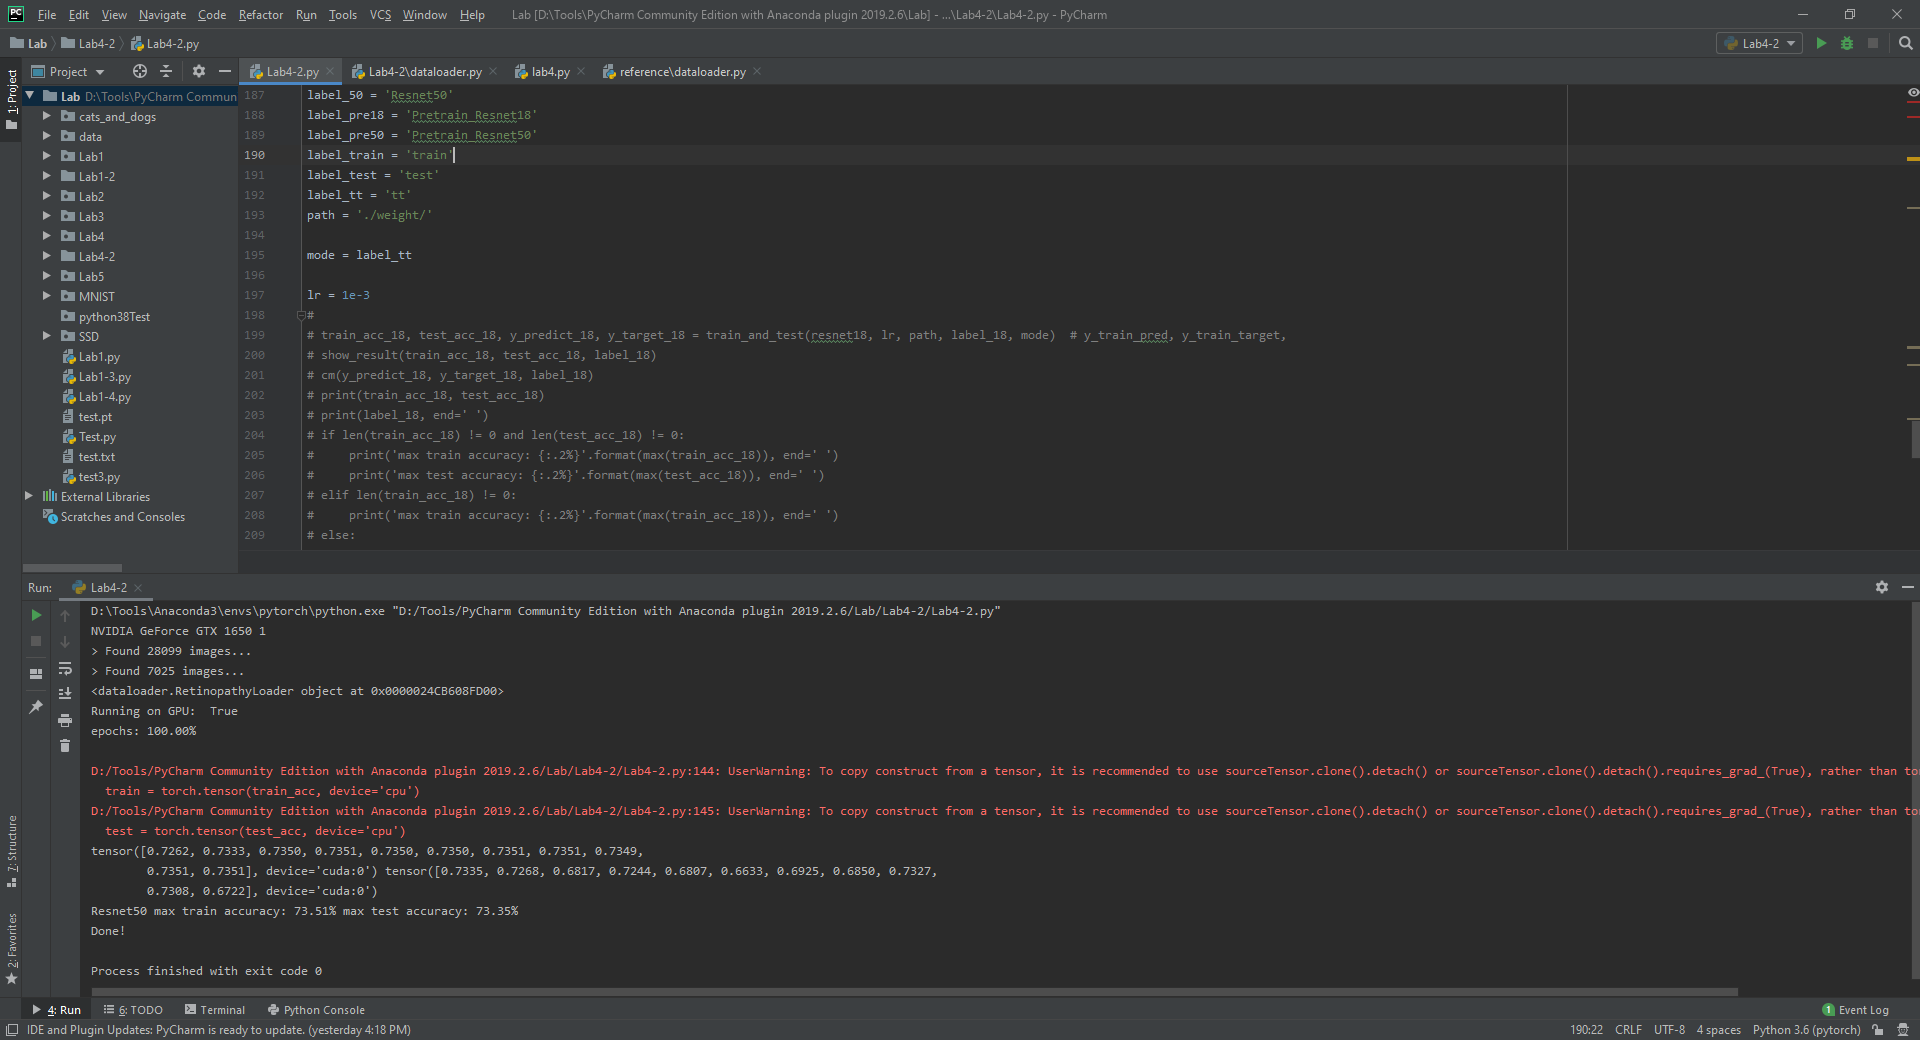 PC File Edit View Navigate Code Refactor Run Tools VCS Window Help Lab [D:\Tools\PyCharm Community Edition with Anaconda plugin 2019.2.6\Lab] - ...\Lab4-2\Lab4-2.py - PyCharm
Lab Lab4-2 Lab4-2.py Lab4-2
1: Project
Project Lab4-2.py Lab4-2\dataloader.py lab4.py reference\dataloader.py
Lab D:\Tools\PyCharm Commun
cats_and_dogs
data
Lab1
Lab1-2
Lab2
Lab3
Lab4
Lab4-2
Lab5
MNIST
python38Test
SSD
Lab1.py
Lab1-3.py
Lab1-4.py
test.pt
Test.py
test.txt
test3.py
External Libraries
Scratches and Consoles
187 label_50 = 'Resnet50'
188 label_pre18 = 'Pretrain_Resnet18'
189 label_pre50 = 'Pretrain_Resnet50'
190 label_train = 'train'
191 label_test = 'test'
192 label_tt = 'tt'
193 path = './weight/'
194
195 mode = label_tt
196
197 lr = 1e-3
198 #
199 # train_acc_18, test_acc_18, y_predict_18, y_target_18 = train_and_test(resnet18, lr, path, label_18, mode)  # y_train_pred, y_train_target,
200 # show_result(train_acc_18, test_acc_18, label_18)
201 # cm(y_predict_18, y_target_18, label_18)
202 # print(train_acc_18, test_acc_18)
203 # print(label_18, end=' ')
204 # if len(train_acc_18) != 0 and len(test_acc_18) != 0:
205 #     print('max train accuracy: {:.2%}'.format(max(train_acc_18)), end=' ')
206 #     print('max test accuracy: {:.2%}'.format(max(test_acc_18)), end=' ')
207 # elif len(train_acc_18) != 0:
208 #     print('max train accuracy: {:.2%}'.format(max(train_acc_18)), end=' ')
209 # else:
Run: Lab4-2
D:\Tools\Anaconda3\envs\pytorch\python.exe "D:/Tools/PyCharm Community Edition with Anaconda plugin 2019.2.6/Lab/Lab4-2/Lab4-2.py"
NVIDIA GeForce GTX 1650 1
> Found 28099 images...
> Found 7025 images...
<dataloader.RetinopathyLoader object at 0x0000024CB608FD00>
Running on GPU:  True
epochs: 100.00%
D:/Tools/PyCharm Community Edition with Anaconda plugin 2019.2.6/Lab/Lab4-2/Lab4-2.py:144: UserWarning: To copy construct from a tensor, it is recommended to use sourceTensor.clone().detach() or sourceTensor.clone().detach().requires_grad_(True), rather than to
train = torch.tensor(train_acc, device='cpu')
D:/Tools/PyCharm Community Edition with Anaconda plugin 2019.2.6/Lab/Lab4-2/Lab4-2.py:145: UserWarning: To copy construct from a tensor, it is recommended to use sourceTensor.clone().detach() or sourceTensor.clone().detach().requires_grad_(True), rather than to
test = torch.tensor(test_acc, device='cpu')
tensor([0.7262, 0.7333, 0.7350, 0.7351, 0.7350, 0.7350, 0.7351, 0.7351, 0.7349,
0.7351, 0.7351], device='cuda:0') tensor([0.7335, 0.7268, 0.6817, 0.7244, 0.6807, 0.6633, 0.6925, 0.6850, 0.7327,
0.7308, 0.6722], device='cuda:0')
Resnet50 max train accuracy: 73.51% max test accuracy: 73.35%
Done!
Process finished with exit code 0
7: Structure
2: Favorites
4: Run 6: TODO Terminal Python Console 1 Event Log
IDE and Plugin Updates: PyCharm is ready to update. (yesterday 4:18 PM) 190:22 CRLF UTF-8 4 spaces Python 3.6 (pytorch)